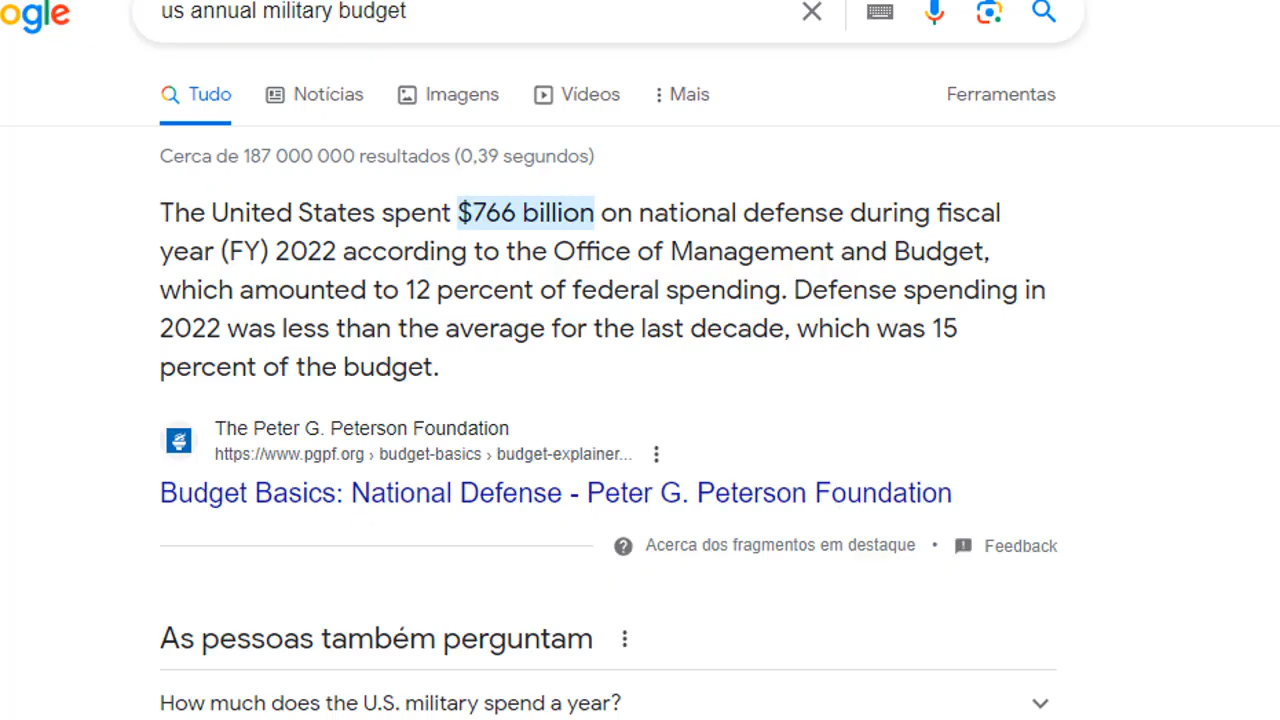 ogle us annual military budget
Tudo Notícias Imagens Vídeos Mais Ferramentas
Cerca de 187 000 000 resultados (0,39 segundos)
The United States spent $766 billion on national defense during fiscal
year (FY) 2022 according to the Office of Management and Budget,
which amounted to 12 percent of federal spending. Defense spending in
2022 was less than the average for the last decade, which was 15
percent of the budget.
The Peter G. Peterson Foundation
https://www.pgpf.org › budget-basics › budget-explainer...
Budget Basics: National Defense - Peter G. Peterson Foundation
Acerca dos fragmentos em destaque • Feedback
As pessoas também perguntam
How much does the U.S. military spend a year?